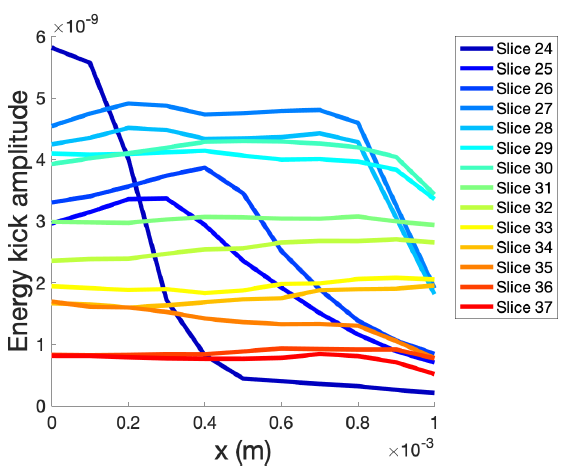 ×10⁻⁹
6
5
4
3
2
1
0
Energy kick amplitude
0 0.2 0.4 0.6 0.8 1
x (m)
×10⁻³
Slice 24
Slice 25
Slice 26
Slice 27
Slice 28
Slice 29
Slice 30
Slice 31
Slice 32
Slice 33
Slice 34
Slice 35
Slice 36
Slice 37